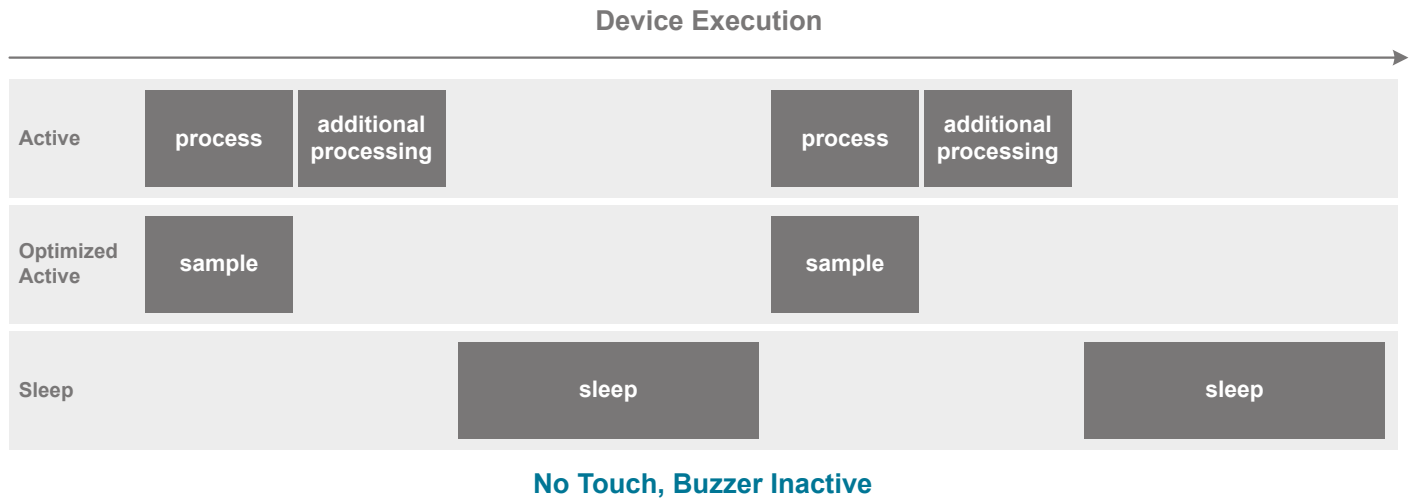 Device Execution
Active
process
additional
processing
process
additional
processing
Optimized
Active
sample
sample
Sleep
sleep
sleep
No Touch, Buzzer Inactive